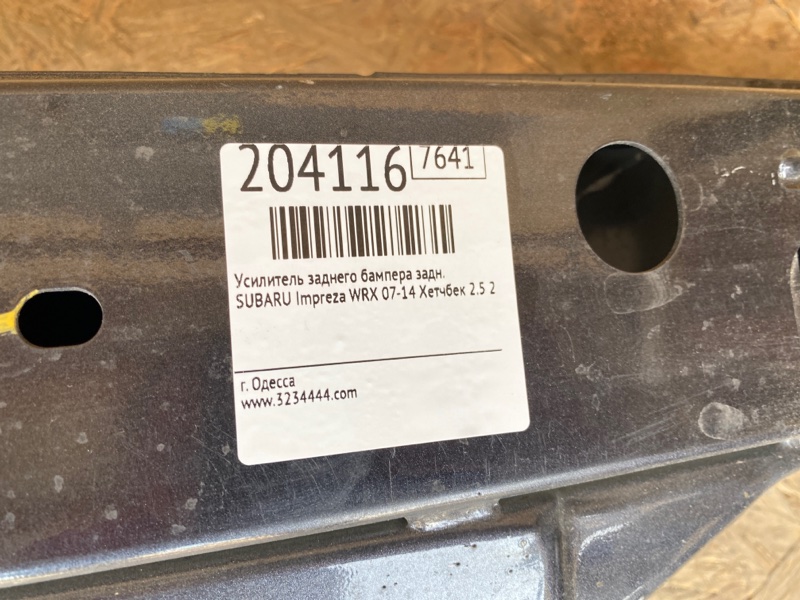 204116 7641
Усилитель заднего бампера задн.
SUBARU Impreza WRX 07-14 Хетчбек 2.5 2
г. Одесса
www.3234444.com